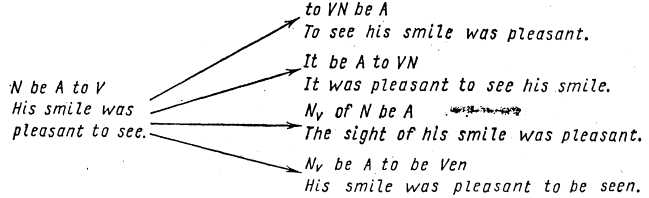 N be A to V
His smile was
pleasant to see.
to VN be A
To see his smile was pleasant.
It be A to VN
It was pleasant to see his smile.
Nv of N be A
The sight of his smile was pleasant.
Nv be A to be Ven
His smile was pleasant to be seen.